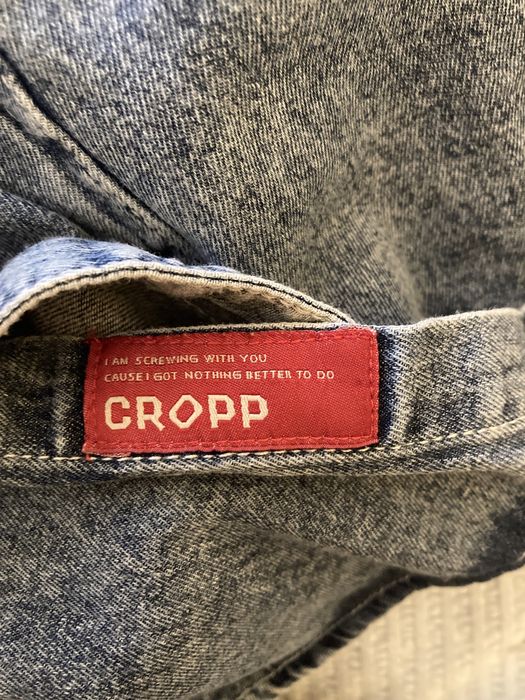 I AM SCREWING WITH YOU
CAUSE I GOT NOTHING BETTER TO DO
CROPP